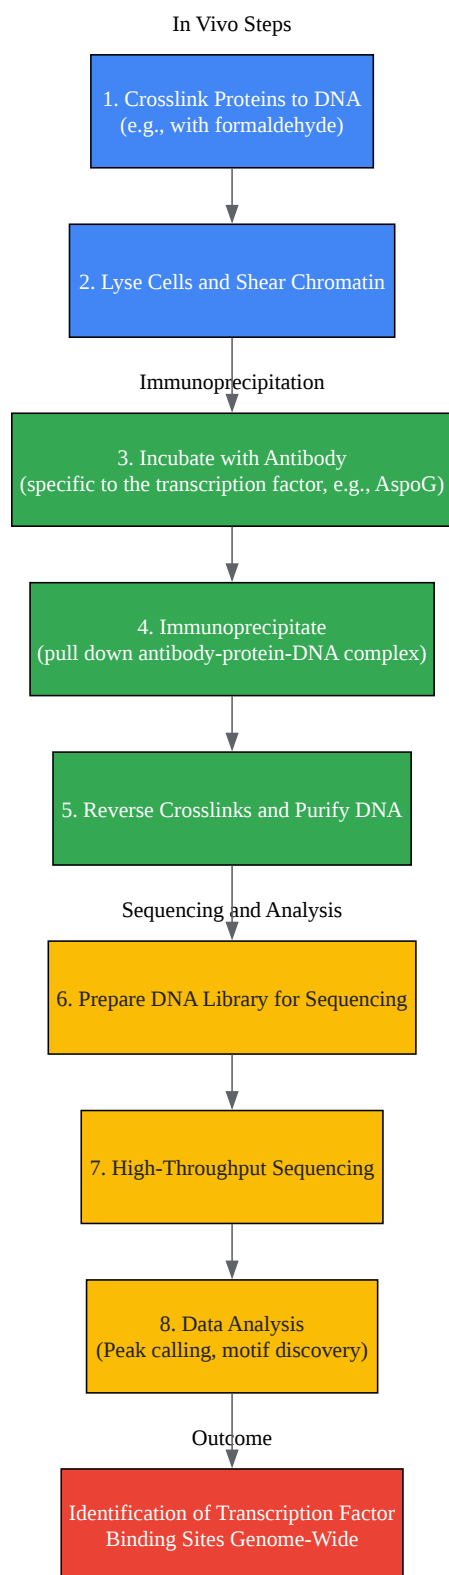 In Vivo Steps
1. Crosslink Proteins to DNA
(e.g., with formaldehyde)
2. Lyse Cells and Shear Chromatin
Immunoprecipitation
3. Incubate with Antibody
(specific to the transcription factor, e.g., AspoG)
4. Immunoprecipitate
(pull down antibody-protein-DNA complex)
5. Reverse Crosslinks and Purify DNA
Sequencing and Analysis
6. Prepare DNA Library for Sequencing
7. High-Throughput Sequencing
8. Data Analysis
(Peak calling, motif discovery)
Outcome
Identification of Transcription Factor
Binding Sites Genome-Wide